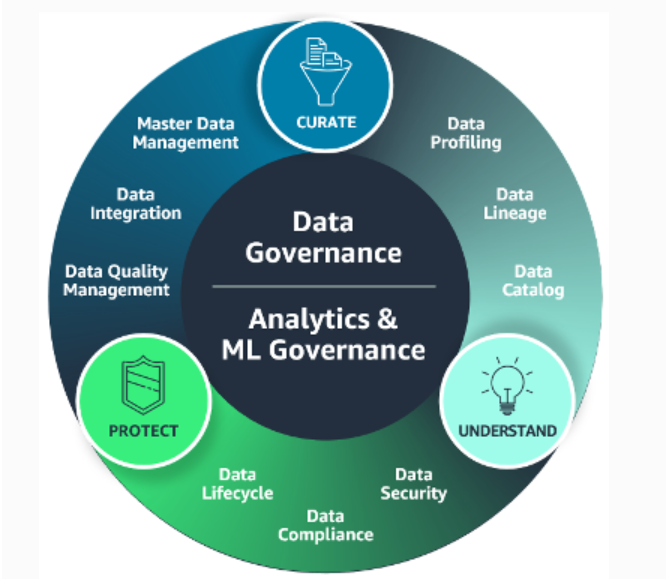 CURATE
Master Data
Management
Data
Profiling
Data
Integration
Data
Lineage
Data
Governance
Data Quality
Management
Data
Catalog
Analytics &
ML Governance
PROTECT
UNDERSTAND
Data
Lifecycle
Data
Security
Data
Compliance